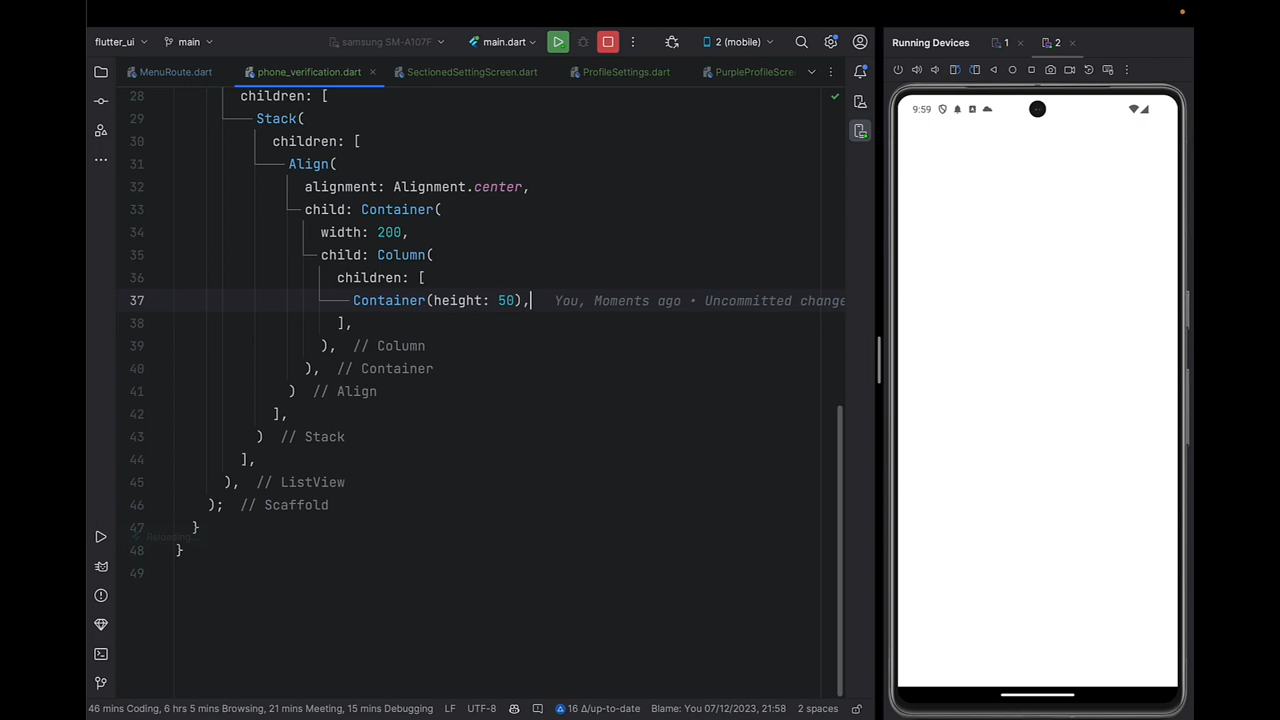 flutter_ui
main
samsung SM-A107F
main.dart
2 (mobile)
Running Devices
1
2
MenuRoute.dart
phone_verification.dart
SectionedSettingScreen.dart
ProfileSettings.dart
PurpleProfileScre
28 children: [
29 Stack(
30 children: [
31 Align(
32 alignment: Alignment.center,
33 child: Container(
34 width: 200,
35 child: Column(
36 children: [
37 Container(height: 50), You, Moments ago • Uncommitted change
38 ],
39 ), // Column
40 ), // Container
41 ) // Align
42 ],
43 ) // Stack
44 ],
45 ), // ListView
46 ); // Scaffold
47 }
Reloading...
48 }
49
9:59
46 mins Coding, 6 hrs 5 mins Browsing, 21 mins Meeting, 15 mins Debugging
LF
UTF-8
16 Δ/up-to-date
Blame: You 07/12/2023, 21:58
2 spaces